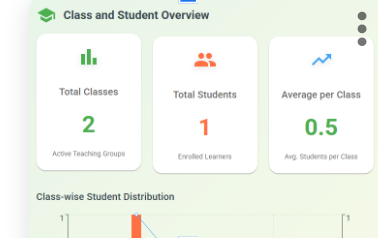 Class and Student Overview
Total Classes
2
Active Teaching Groups
Total Students
1
Enrolled Learners
Average per Class
0.5
Avg. Students per Class
Class-wise Student Distribution
1
1